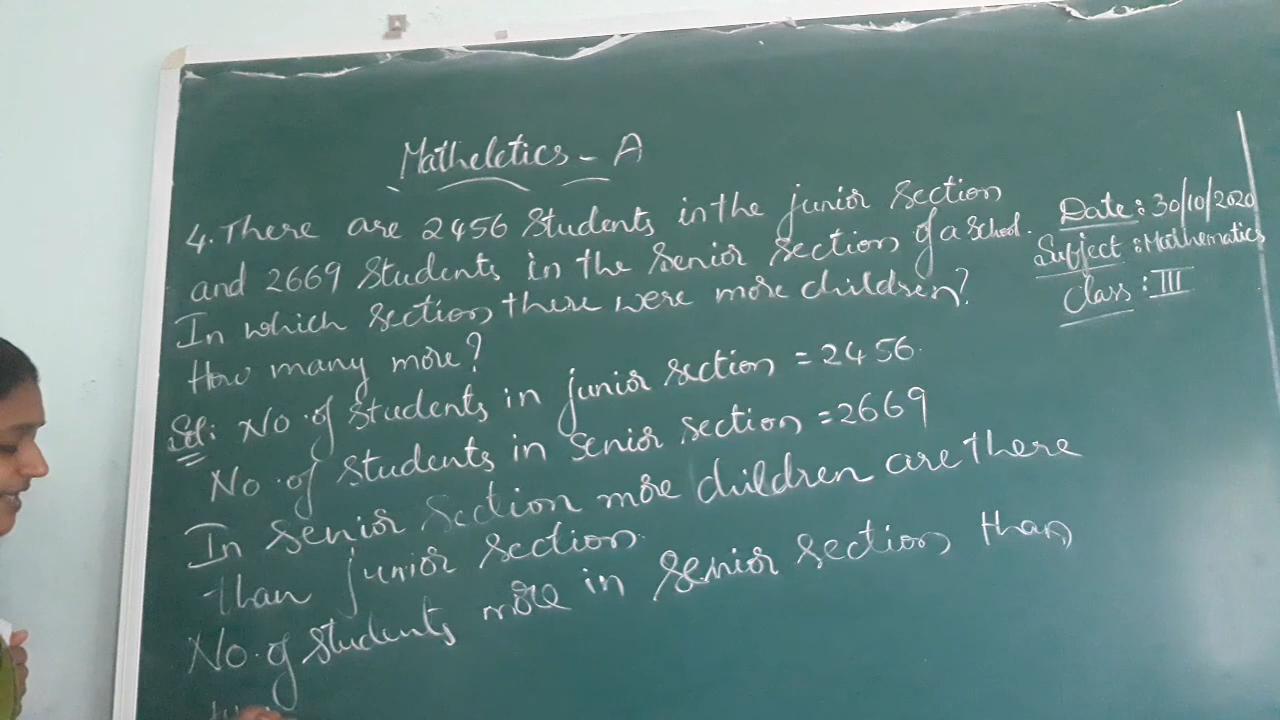 Matheletics - A
4. There are 2456 Students in the junior Section
and 2669 Students in the Senior Section of a School.
In which Section there were more children?
How many more?
Sol: No. of Students in junior Section = 2456.
No. of Students in Senior Section = 2669
In senior Section more children are there
than junior Section.
No. of Students more in Senior Section than
Date: 30/10/2020
Subject: Mathematics
Class: III